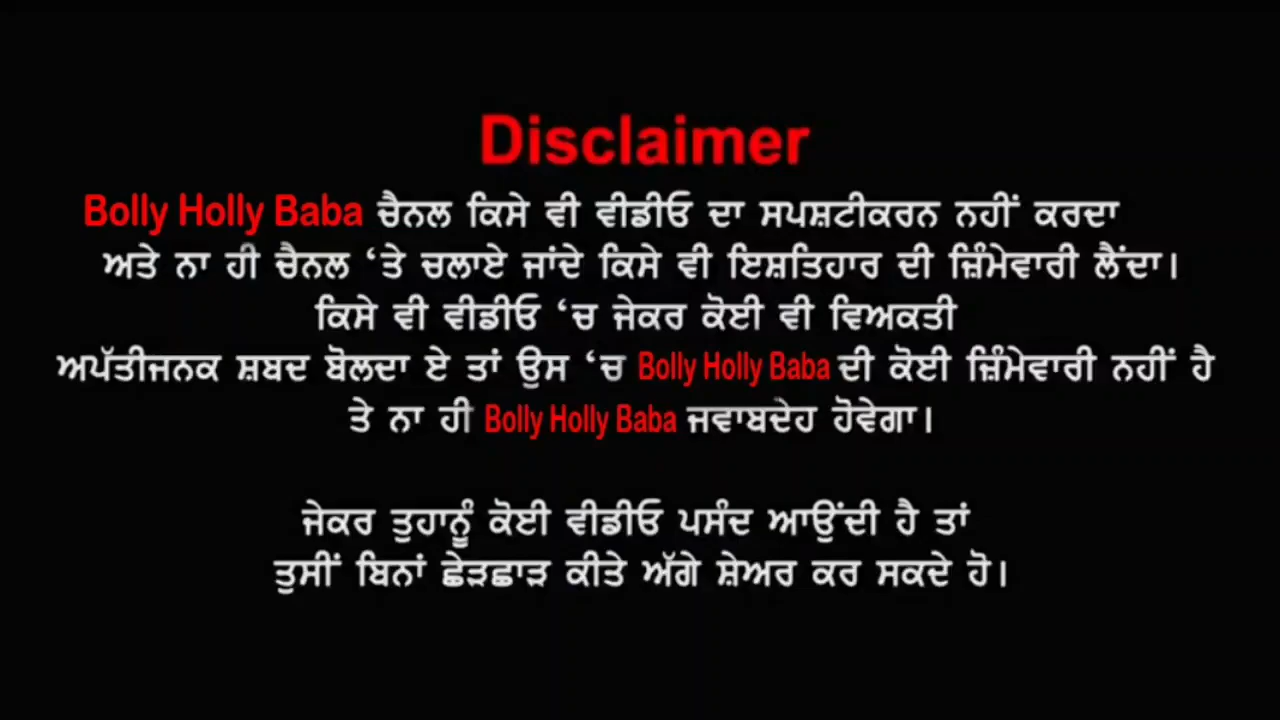 Disclaimer
Bolly Holly Baba ਚੈਨਲ ਕਿਸੇ ਵੀ ਵੀਡੀਓ ਦਾ ਸਪਸ਼ਟੀਕਰਨ ਨਹੀਂ ਕਰਦਾ
ਅਤੇ ਨਾ ਹੀ ਚੈਨਲ ‘ਤੇ ਚਲਾਏ ਜਾਂਦੇ ਕਿਸੇ ਵੀ ਇਸ਼ਤਿਹਾਰ ਦੀ ਜ਼ਿੰਮੇਵਾਰੀ ਲੈਂਦਾ।
ਕਿਸੇ ਵੀ ਵੀਡੀਓ ‘ਚ ਜੇਕਰ ਕੋਈ ਵੀ ਵਿਅਕਤੀ
ਅਪੱਤੀਜਨਕ ਸ਼ਬਦ ਬੋਲਦਾ ਏ ਤਾਂ ਉਸ ‘ਚ Bolly Holly Baba ਦੀ ਕੋਈ ਜ਼ਿੰਮੇਵਾਰੀ ਨਹੀਂ ਹੈ
ਤੇ ਨਾ ਹੀ Bolly Holly Baba ਜਵਾਬਦੇਹ ਹੋਵੇਗਾ।
ਜੇਕਰ ਤੁਹਾਨੂੰ ਕੋਈ ਵੀਡੀਓ ਪਸੰਦ ਆਉਂਦੀ ਹੈ ਤਾਂ
ਤੁਸੀਂ ਬਿਨਾਂ ਛੇੜਛਾੜ ਕੀਤੇ ਅੱਗੇ ਸ਼ੇਅਰ ਕਰ ਸਕਦੇ ਹੋ।